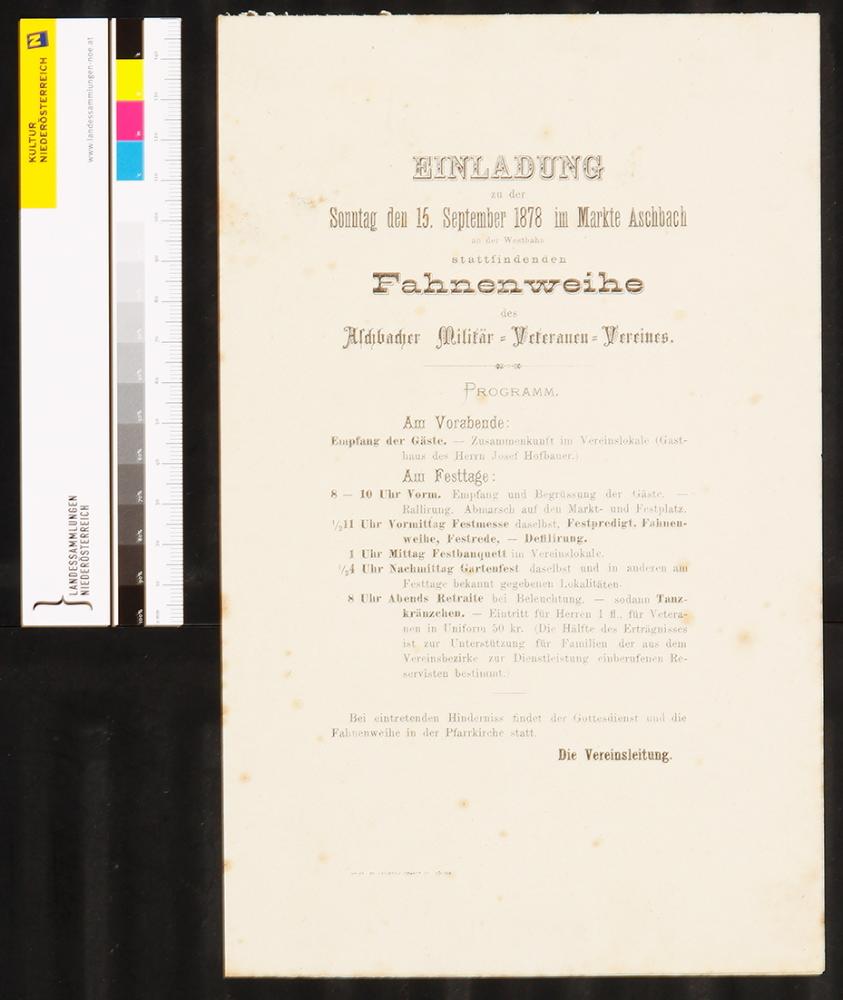 KULTUR
NIEDERÖSTERREICH
www.landessammlungen-noe.at
LANDESSAMMLUNGEN
NIEDERÖSTERREICH
EINLADUNG
zu der
Sonntag den 15. September 1878 im Markte Aschbach
an der Westbahn
stattfindenden
Fahnenweihe
des
Aschbacher Militär-Veteranen-Vereines.
PROGRAMM.
Am Vorabende:
Empfang der Gäste. — Zusammenkunft im Vereinslokale (Gast-
haus des Herrn Josef Hofbauer.)
Am Festtage:
8 — 10 Uhr Vorm. Empfang und Begrüssung der Gäste. —
Rallirung. Abmarsch auf den Markt- und Festplatz.
1/211 Uhr Vormittag Festmesse daselbst, Festpredigt, Fahnen-
weihe, Festrede, — Defilirung.
1 Uhr Mittag Festbanquett im Vereinslokale.
1/24 Uhr Nachmittag Gartenfest daselbst und in anderen am
Festtage bekannt gegebenen Lokalitäten.
8 Uhr Abends Retraite bei Beleuchtung. — sodann Tanz-
kränzchen. — Eintritt für Herren 1 fl., für Vetera-
nen in Uniform 50 kr. (Die Hälfte des Erträgnisses
ist zur Unterstützung für Familien der aus dem
Vereinsbezirke zur Dienstleistung einberufenen Re-
servisten bestimmt.)
Bei eintretenden Hinderniss findet der Gottesdienst und die
Fahnenweihe in der Pfarrkirche statt.
Die Vereinsleitung.